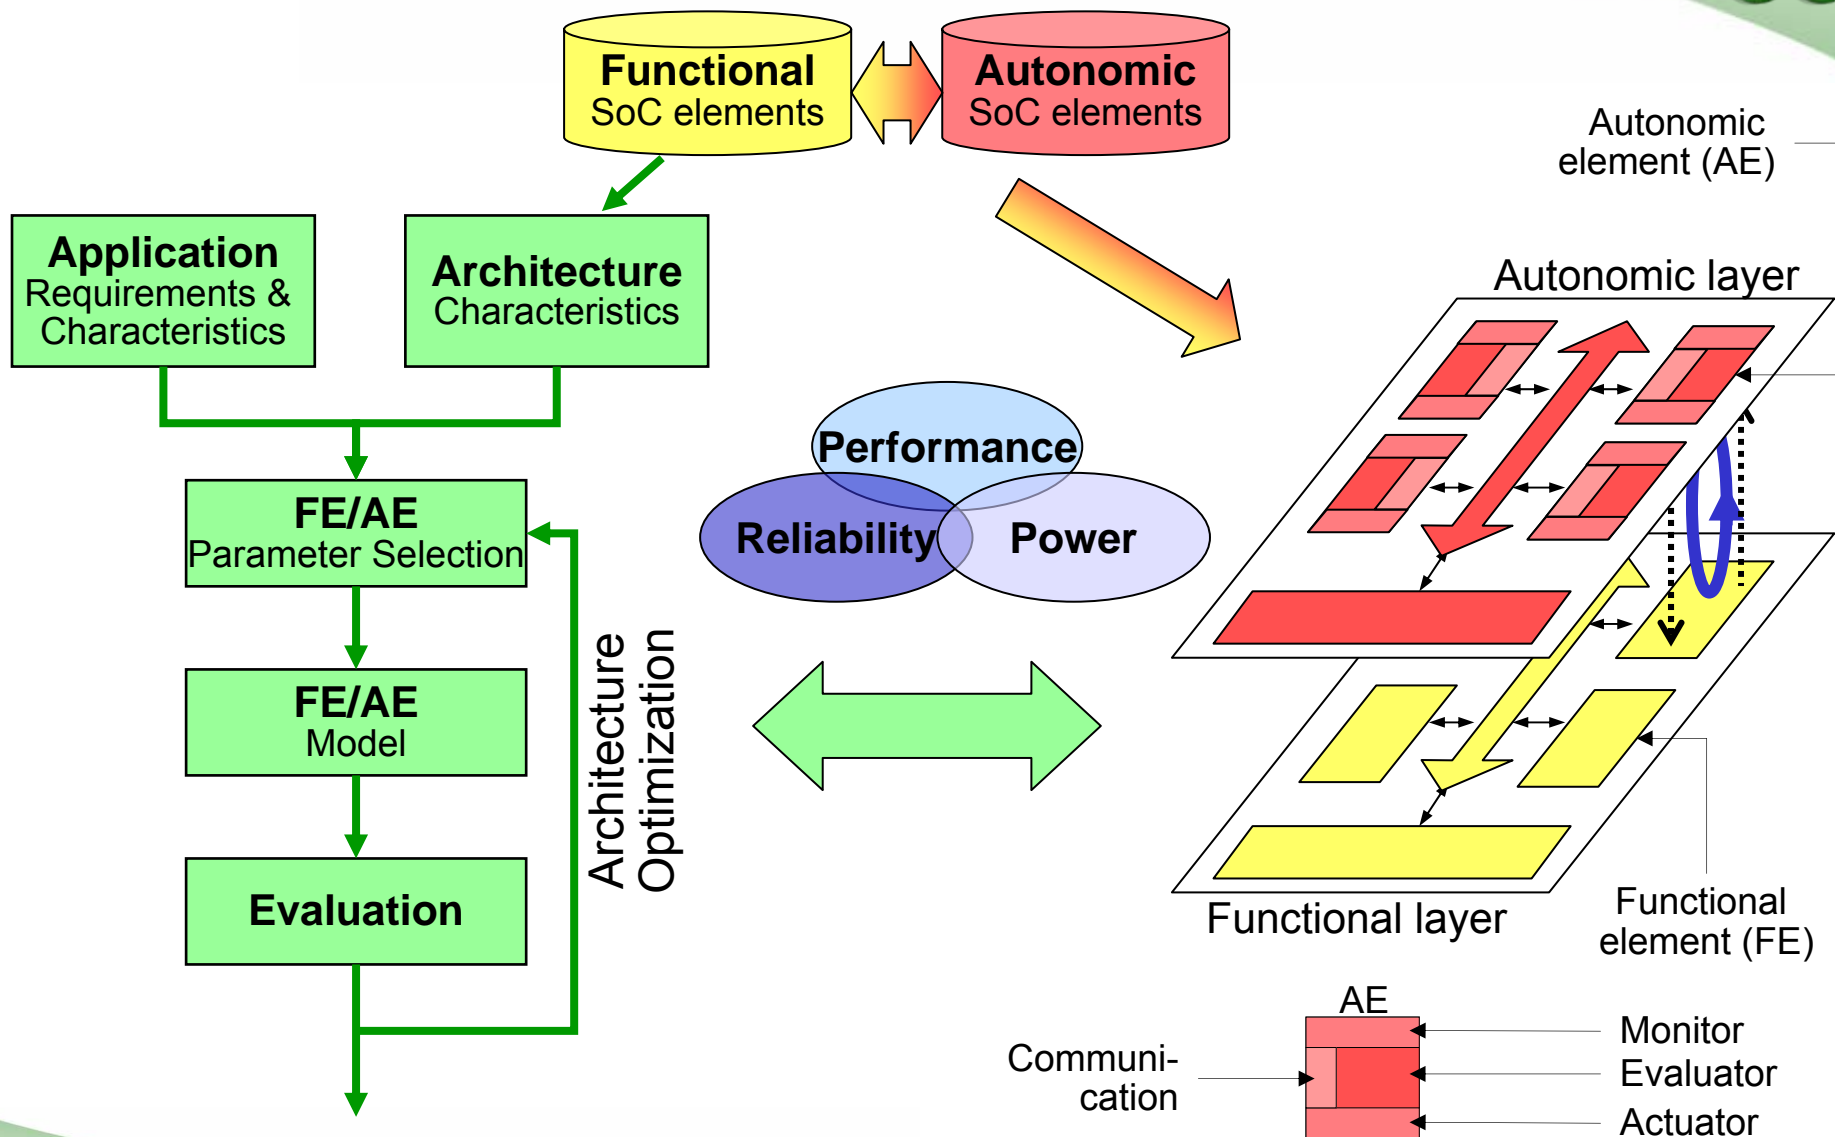 Functional
SoC elements
Autonomic
SoC elements
Autonomic
element (AE)
Application
Requirements &
Characteristics
Architecture
Characteristics
Autonomic layer
Performance
Reliability
Power
FE/AE
Parameter Selection
FE/AE
Model
Architecture
Optimization
Evaluation
Functional layer
Functional
element (FE)
AE
Communi-
cation
Monitor
Evaluator
Actuator